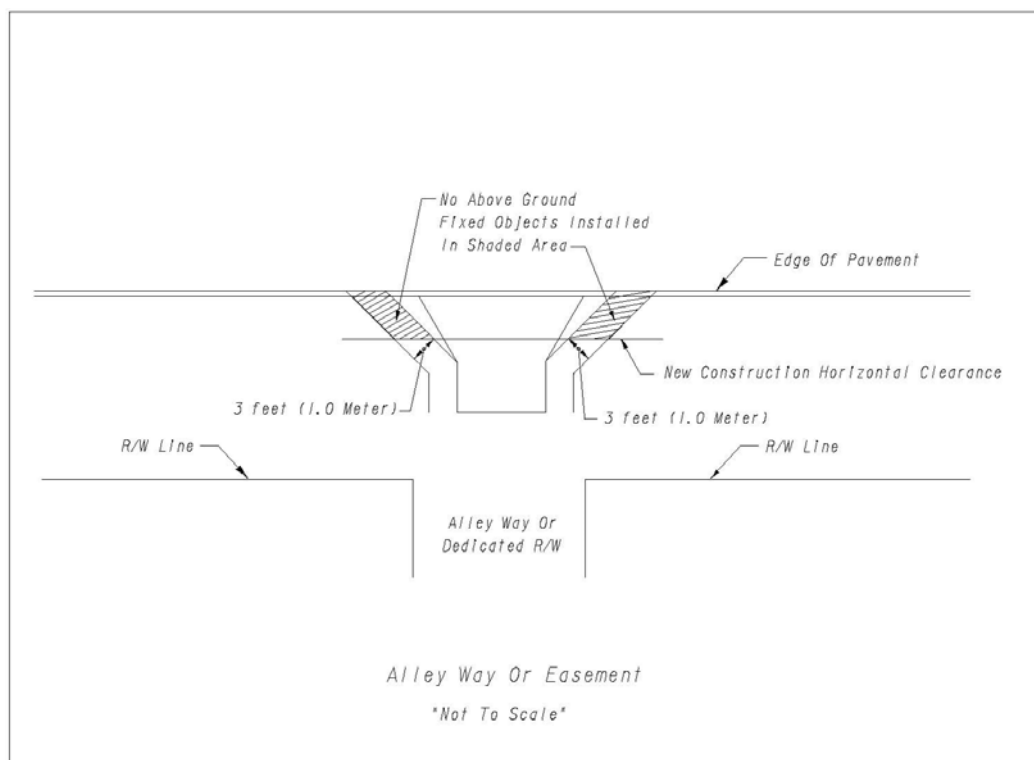 No Above Ground
Fixed Objects Installed
In Shaded Area
Edge Of Pavement
New Construction Horizontal Clearance
3 feet (1.0 Meter)
3 feet (1.0 Meter)
R/W Line
R/W Line
Alley Way Or
Dedicated R/W
Alley Way Or Easement
"Not To Scale"